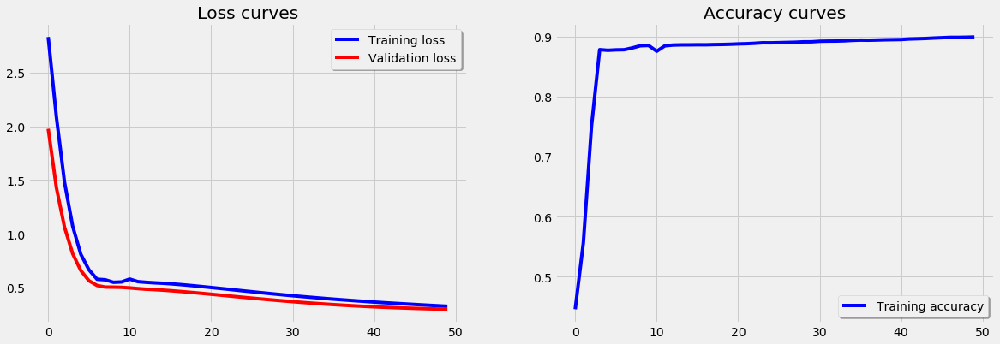 Loss curves
Training loss
Validation loss
2.5
2.0
1.5
1.0
0.5
0 10 20 30 40 50
Accuracy curves
0.9
0.8
0.7
0.6
0.5
Training accuracy
0 10 20 30 40 50